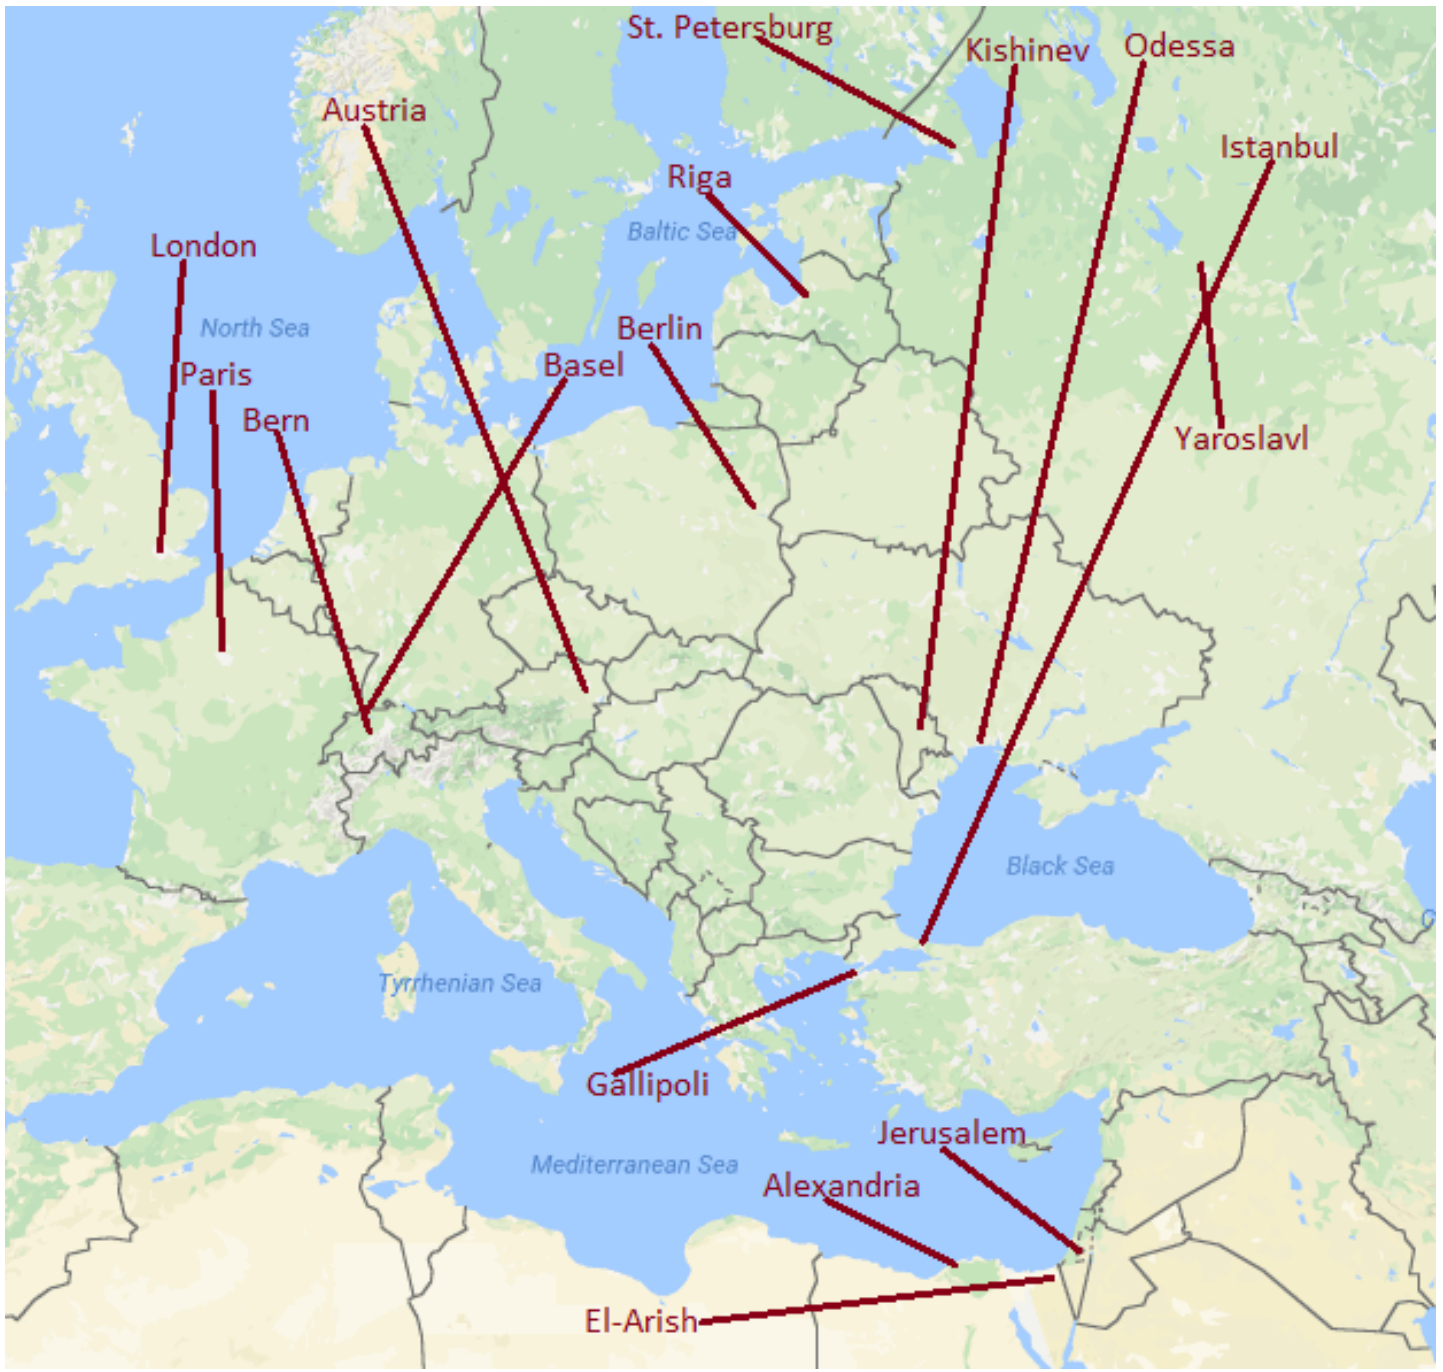 St. Petersburg
Kishinev
Odessa
Austria
Istanbul
Riga
Baltic Sea
London
North Sea
Berlin
Basel
Paris
Bern
Yaroslavl
Black Sea
Tyrrhenian Sea
Gallipoli
Jerusalem
Mediterranean Sea
Alexandria
El-Arish